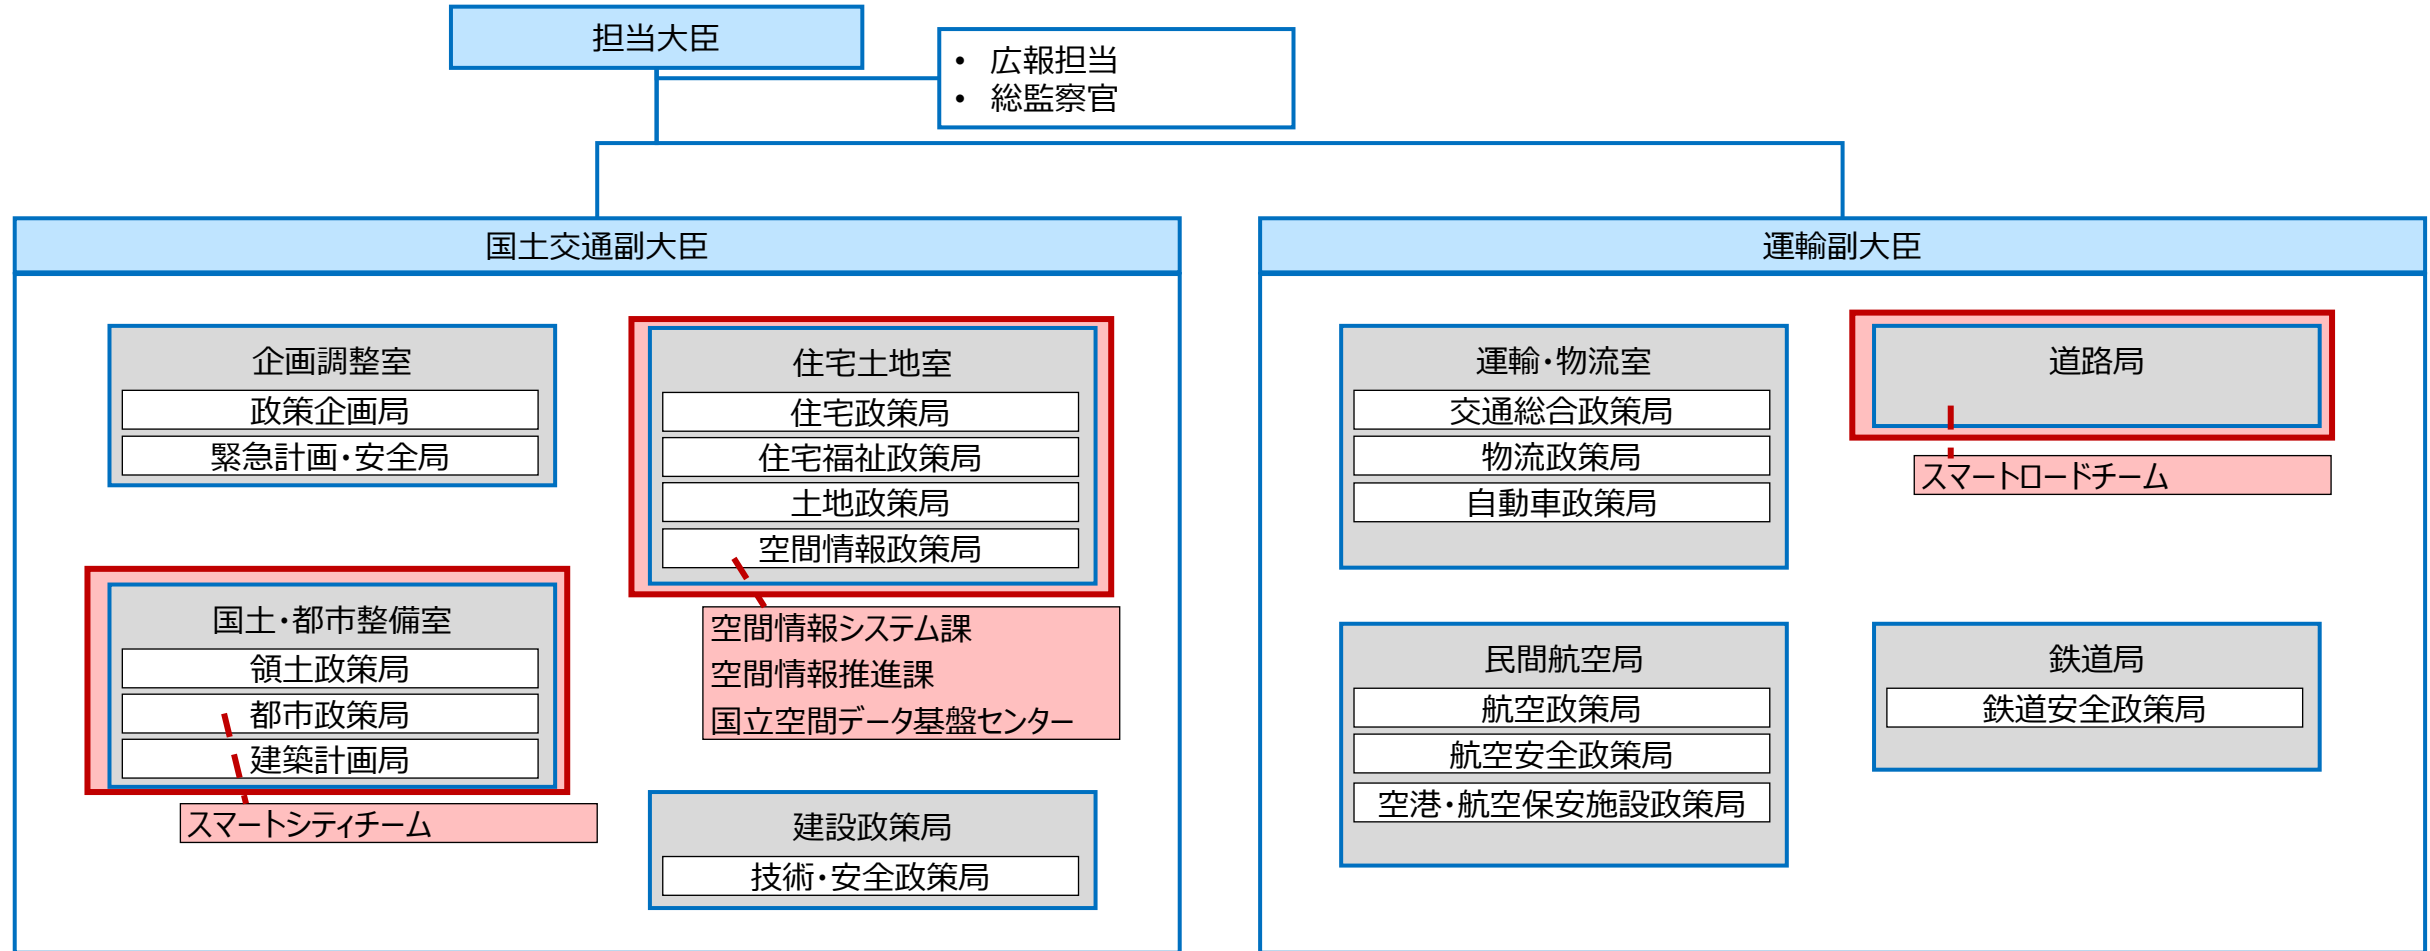 担当大臣
• 広報担当
• 総監察官
国土交通副大臣
企画調整室
政策企画局
緊急計画・安全局
住宅土地室
住宅政策局
住宅福祉政策局
土地政策局
空間情報政策局
空間情報システム課
空間情報推進課
国立空間データ基盤センター
国土・都市整備室
領土政策局
都市政策局
建築計画局
スマートシティチーム
建設政策局
技術・安全政策局
運輸副大臣
運輸・物流室
交通総合政策局
物流政策局
自動車政策局
道路局
スマートロードチーム
民間航空局
航空政策局
航空安全政策局
空港・航空保安施設政策局
鉄道局
鉄道安全政策局